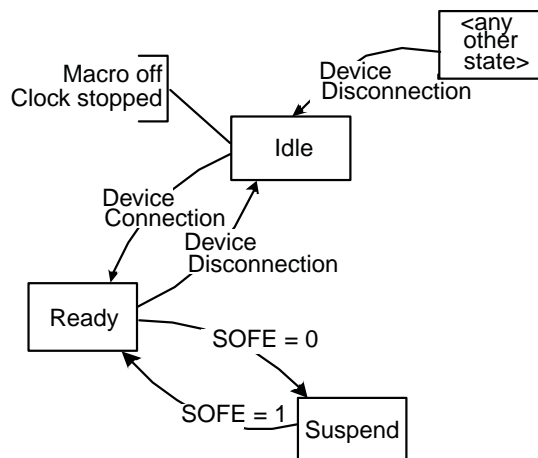 <any
other
state>
Macro off
Clock stopped
Device
Disconnection
Idle
Device
Connection
Device
Disconnection
Ready
SOFE = 0
SOFE = 1
Suspend